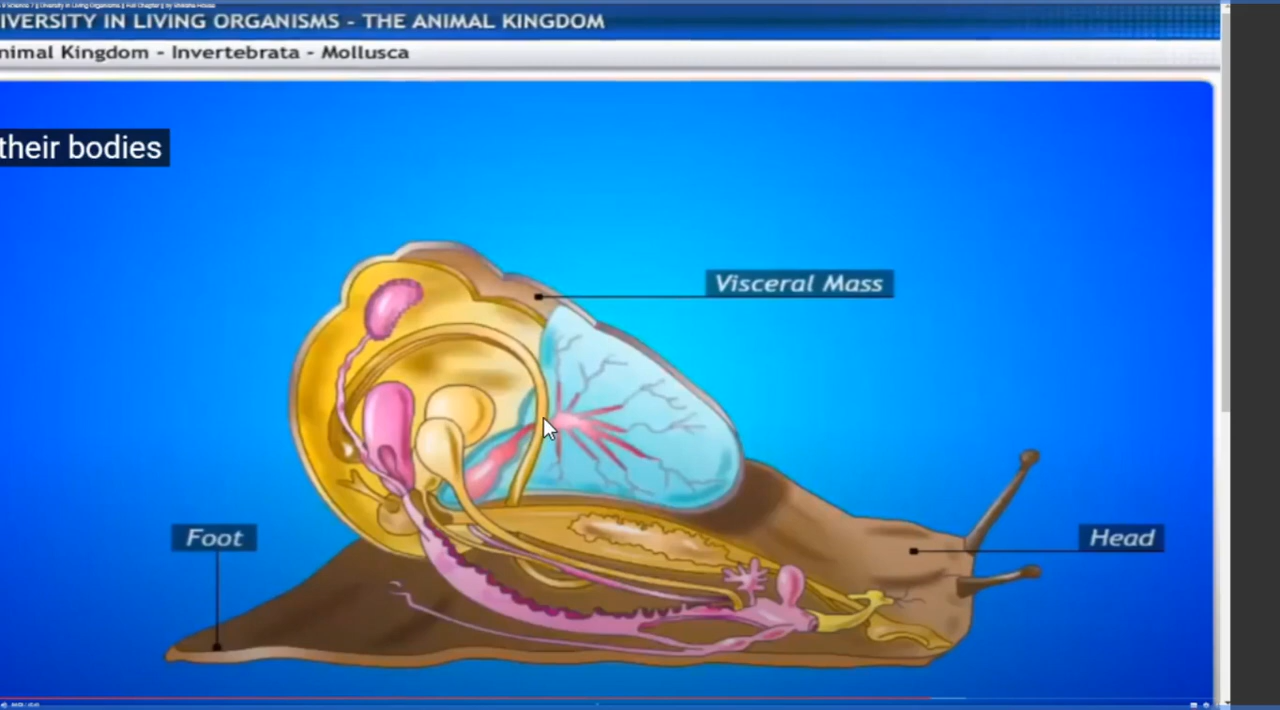 IVERSITY IN LIVING ORGANISMS - THE ANIMAL KINGDOM
nimal Kingdom - Invertebrata - Mollusca
their bodies
Visceral Mass
Foot
Head